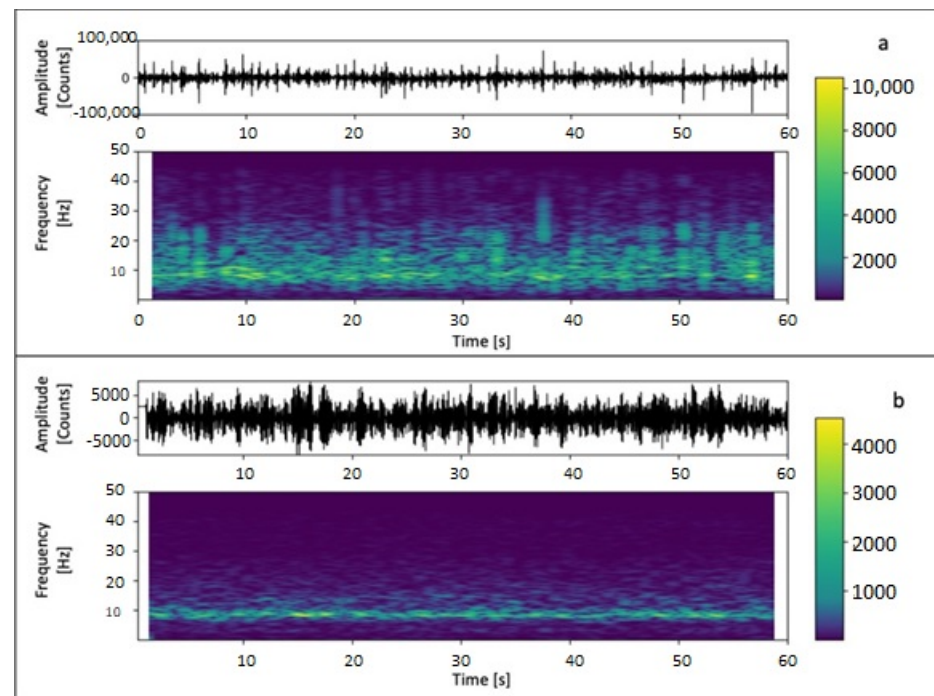 a
100,000
0
-100,000
Amplitude
[Counts]
0 10 20 30 40 50 60
50
40
30
20
10
Frequency
[Hz]
0 10 20 30 40 50 60
Time [s]
10,000
8000
6000
4000
2000
b
5000
0
-5000
Amplitude
[Counts]
10 20 30 40 50 60
50
40
30
20
10
Frequency
[Hz]
10 20 30 40 50 60
Time [s]
4000
3000
2000
1000